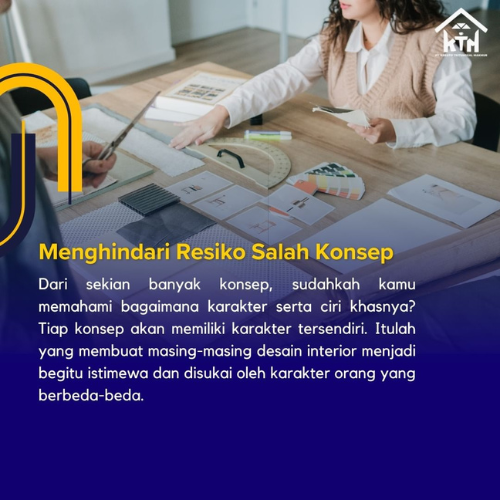 KTH
Menghindari Resiko Salah Konsep
Dari sekian banyak konsep, sudahkah kamu
memahami bagaimana karakter serta ciri khasnya?
Tiap konsep akan memiliki karakter tersendiri. Itulah
yang membuat masing-masing desain interior menjadi
begitu istimewa dan disukai oleh karakter orang yang
berbeda-beda.